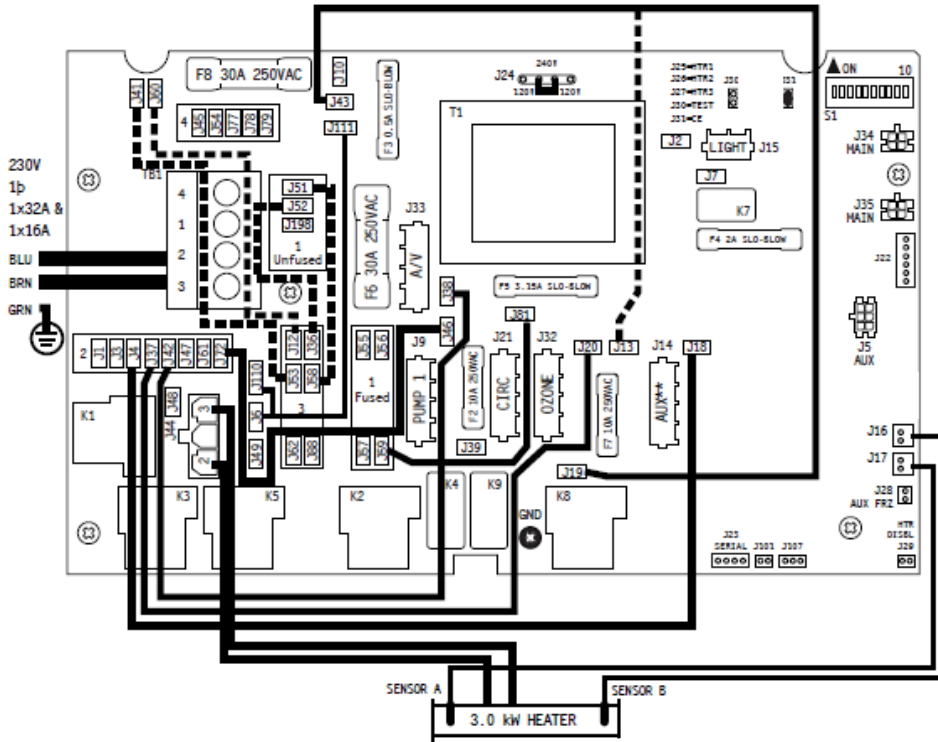 F8 30A 250VAC
J10
J43
J111
F3 0.5A SLO-BLOW
J41
J60
4
J45
J54
J77
J78
J79
240V
J24
120V
120V
T1
J25=HTR1
J26=HTR2
J27=HTR3
J30=TEST
J31=CE
J30
ON
10
S1
J2
LIGHT
J15
J7
K7
F4 2A SLO-BLOW
J34
MAIN
J35
MAIN
J22
J5
AUX
230V
1þ
1x32A &
1x16A
BLU
BRN
GRN
TB1
4
1
2
3
J51
J52
J198
1
Unfused
F6 30A 250VAC
J33
A/V
J38
J46
F5 3.15A SLO-BLOW
J81
2
J1
J3
J4
J37
J42
J47
J61
J72
J12
J36
J53
J58
3
J62
J88
J55
J56
1
Fused
J57
J59
J9
PUMP 1
F2 10A 250VAC
J39
J21
CIRC
J32
OZONE
J20
J13
F7 10A 250VAC
J14
AUX**
J18
J19
J110
J6
J49
J48
J44
3
2
K1
K3
K5
K2
K4
K9
K8
GND
J16
J17
J28
AUX FRZ
HTR
DISBL
J29
J23
SERIAL
J101
J107
SENSOR A
SENSOR B
3.0 kW HEATER